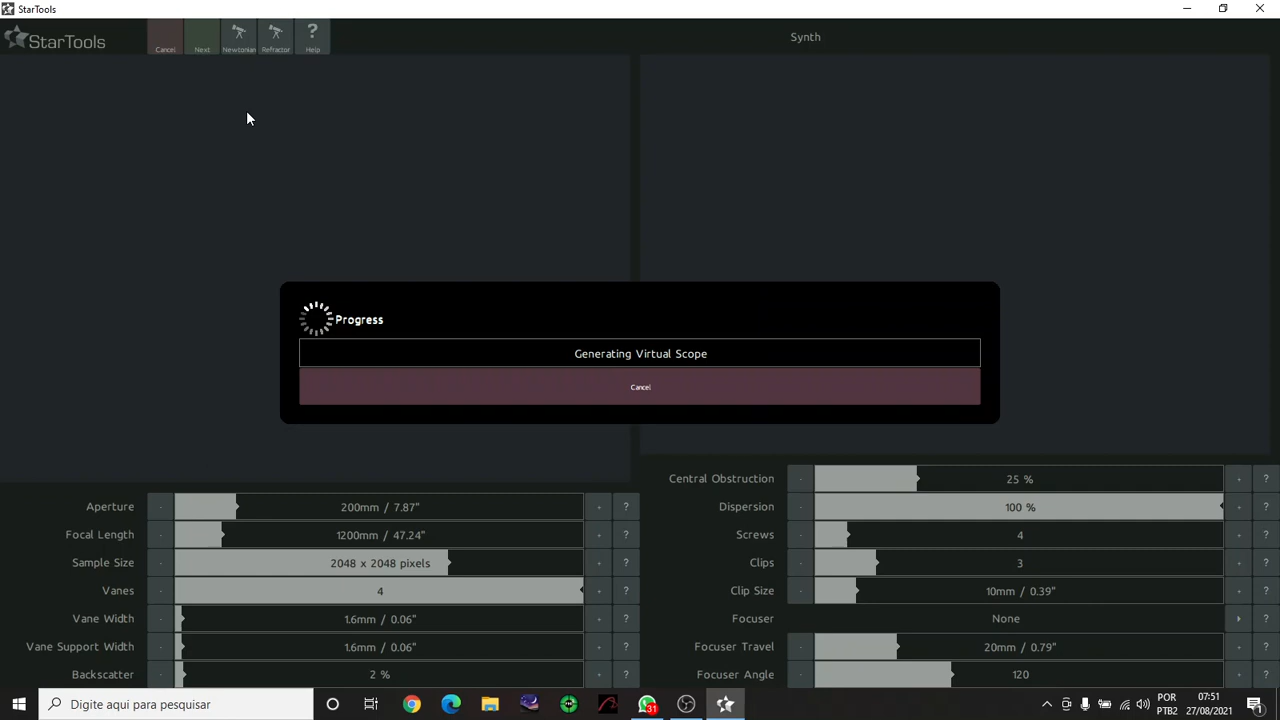 StarTools
StarTools
Cancel
Next
Newtonian
Refractor
?
Help
Synth
Progress
Generating Virtual Scope
Cancel
Aperture - 200mm / 7.87" + ?
Focal Length - 1200mm / 47.24" + ?
Sample Size - 2048 x 2048 pixels + ?
Vanes - 4 + ?
Vane Width - 1.6mm / 0.06" + ?
Vane Support Width - 1.6mm / 0.06" + ?
Backscatter - 2 % + ?
Central Obstruction - 25 % + ?
Dispersion - 100 % + ?
Screws - 4 + ?
Clips - 3 + ?
Clip Size - 10mm / 0.39" + ?
Focuser None ?
Focuser Travel - 20mm / 0.79" + ?
Focuser Angle - 120 + ?
Digite aqui para pesquisar
31
POR
PTB2
07:51
27/08/2021
1